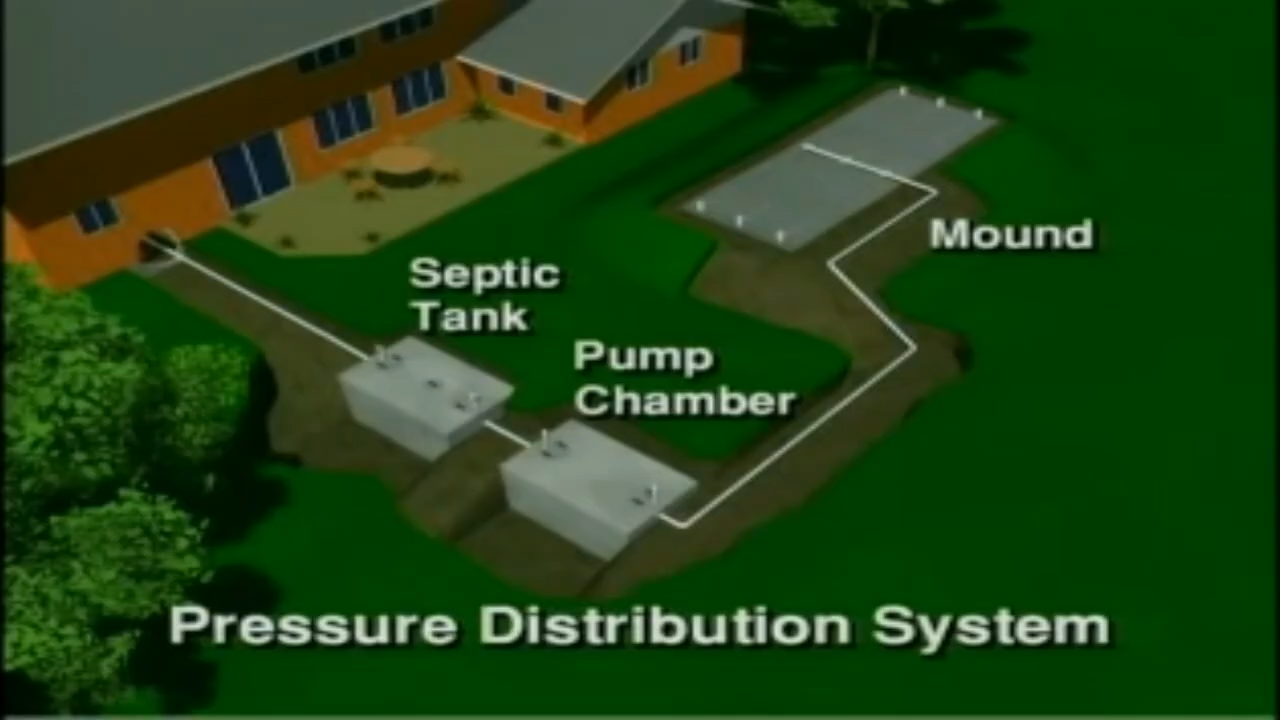 Septic
Tank
Pump
Chamber
Mound
Pressure Distribution System